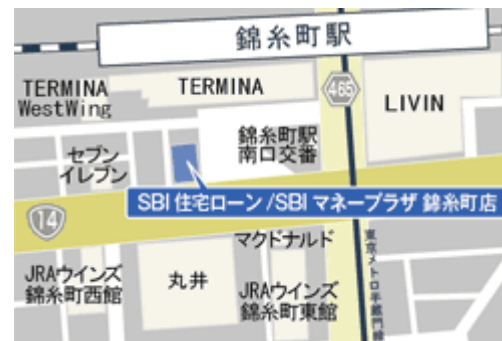 錦糸町駅
TERMINA
WestWing
TERMINA
465
LIVIN
錦糸町駅
南口交番
セブン
イレブン
SBI 住宅ローン /SBI マネープラザ 錦糸町店
14
マクドナルド
東京メトロ半蔵門線
JRAウインズ
錦糸町西館
丸井
JRAウインズ
錦糸町東館